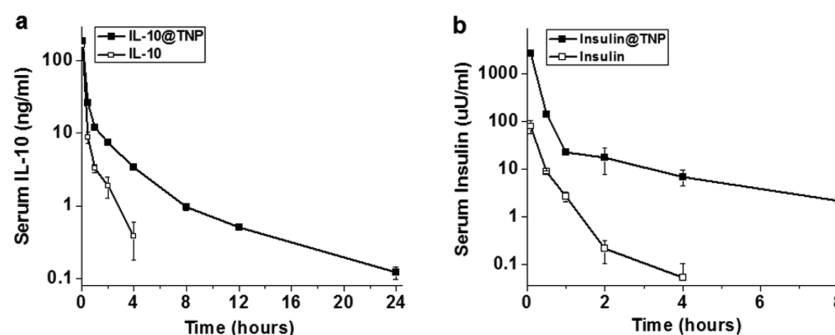 a
IL-10@TNP
IL-10
Serum IL-10 (ng/ml)
100
10
1
0.1
0 4 8 12 16 20 24
Time (hours)
b
Insulin@TNP
Insulin
Serum Insulin (uU/ml)
1000
100
10
1
0.1
0 2 4 6 8
Time (hours)